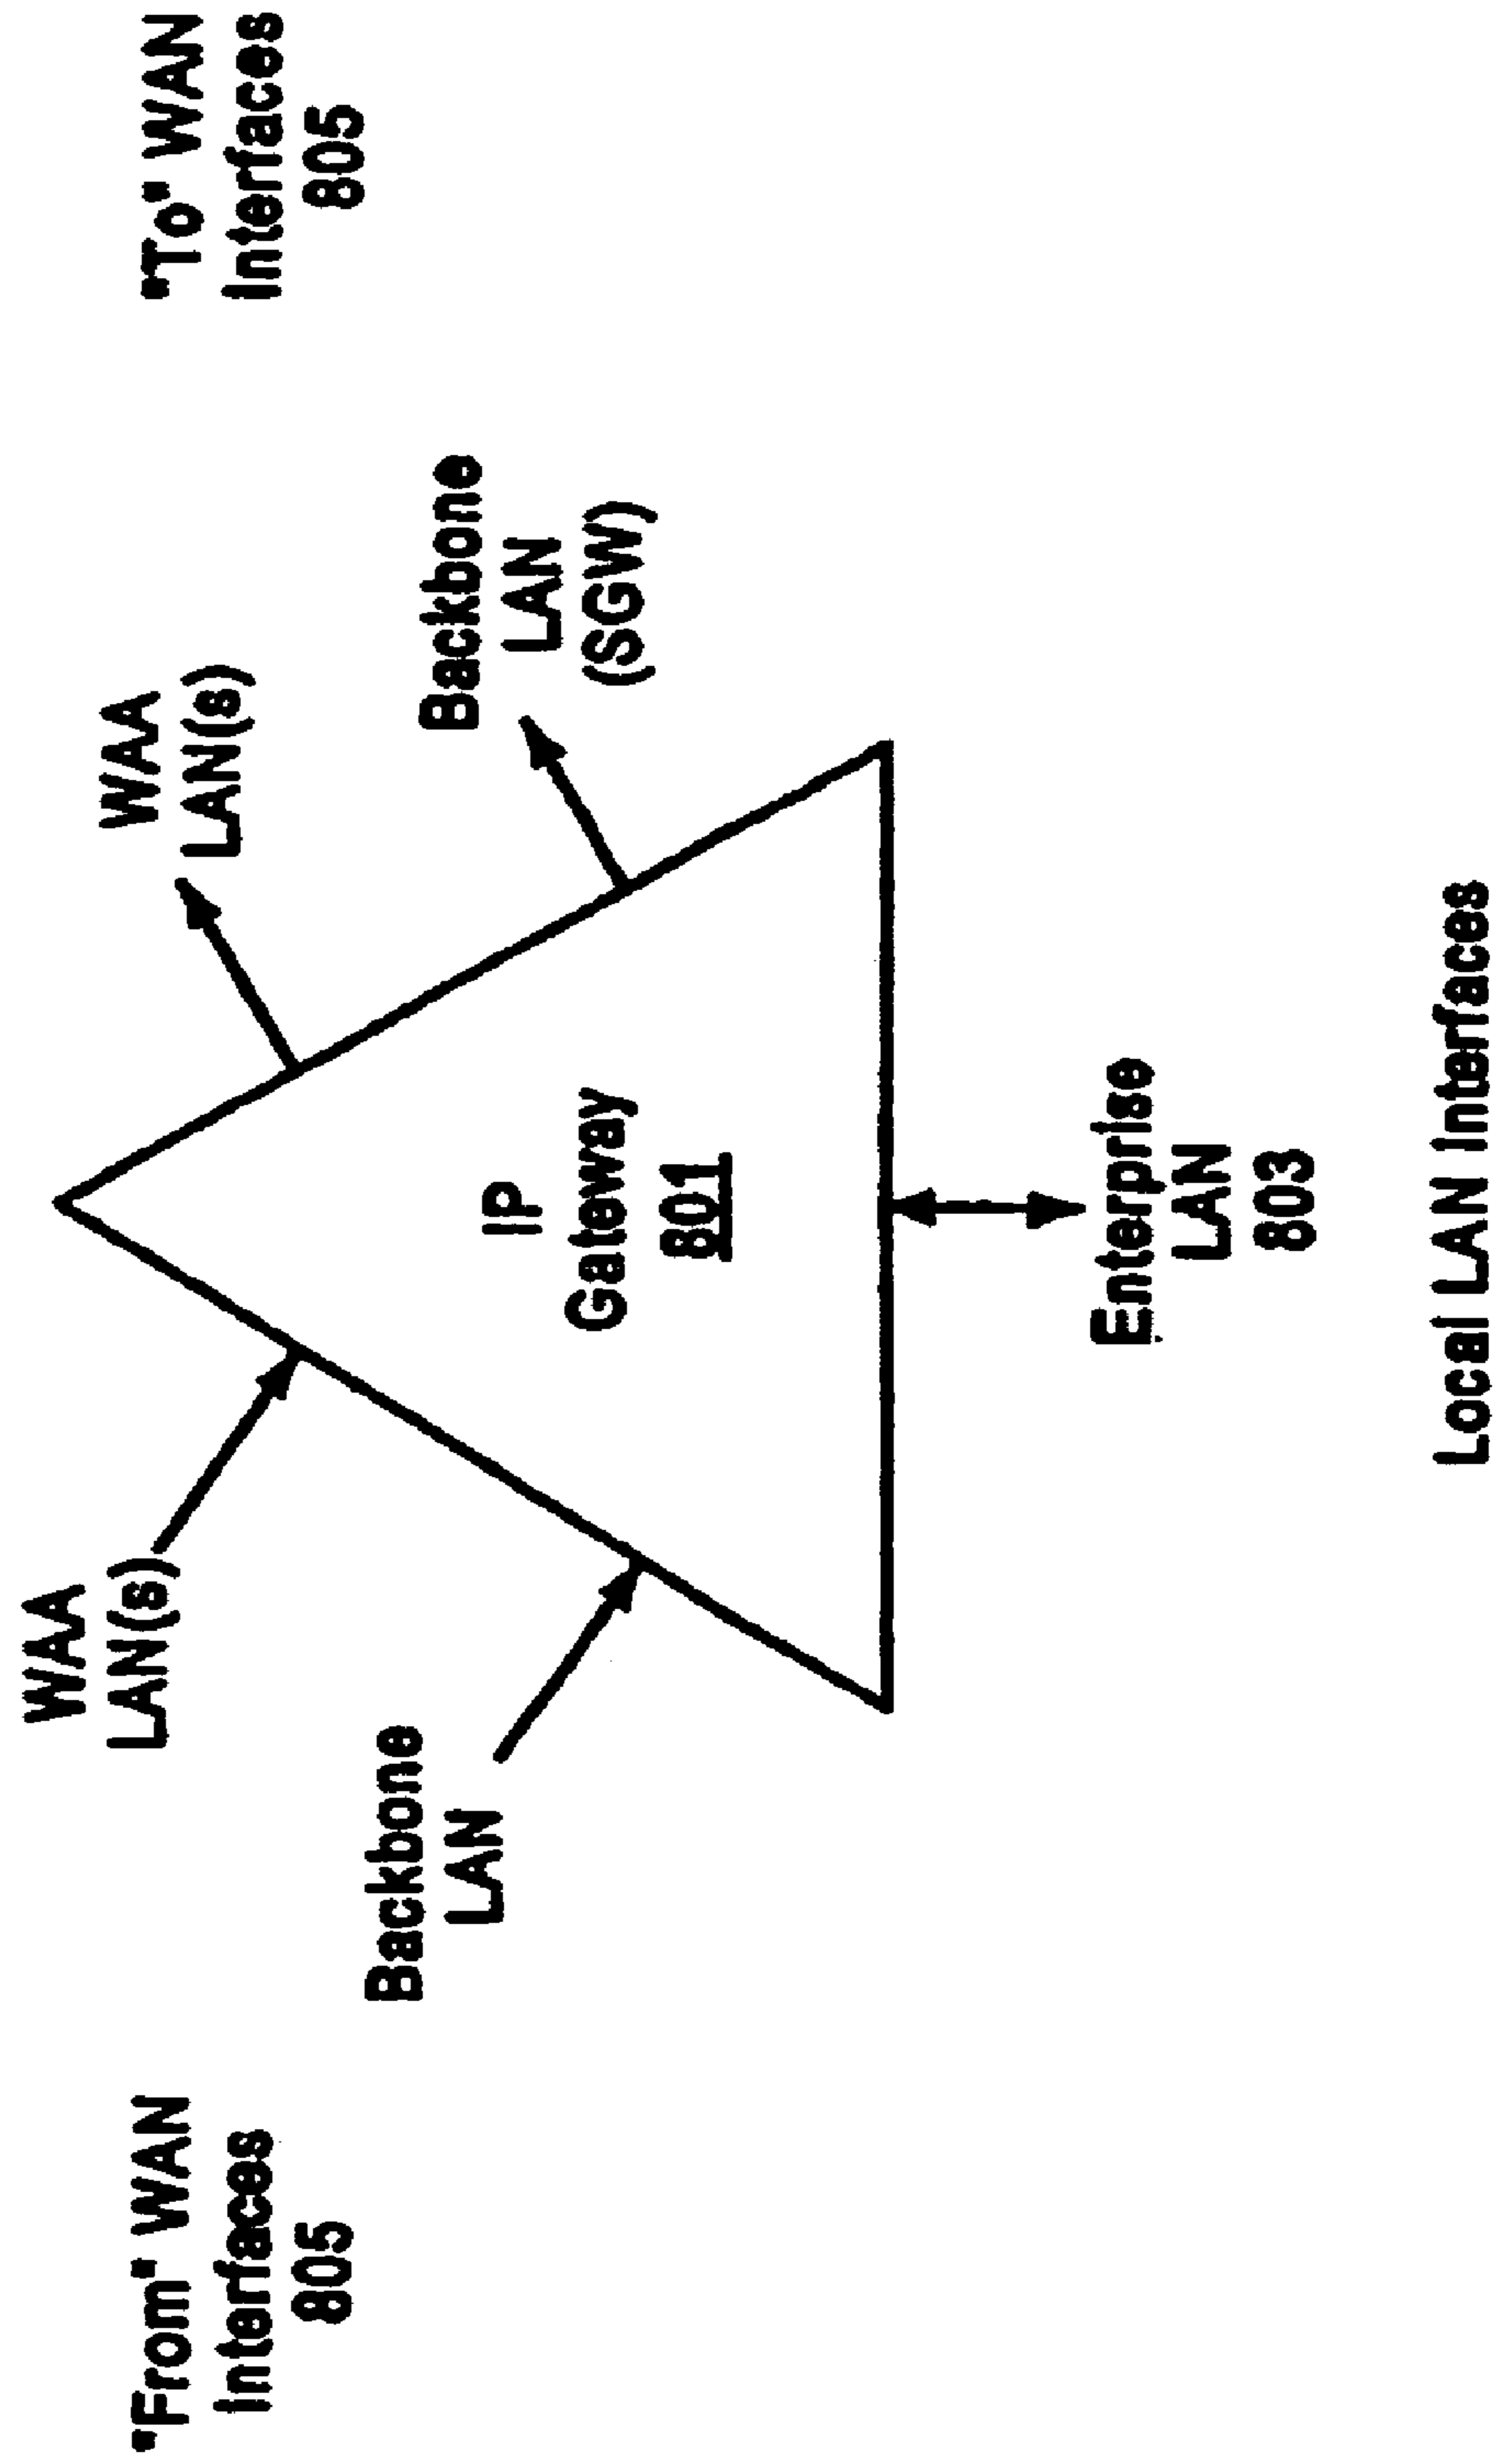 "From" WAN
Interfaces
805
Backbone
LAN
WAA
LAN(s)
IP
Gateway
801
Enterprise
LAN
803
Local LAN Interfaces
WAA
LAN(s)
Backbone
LAN
(SGW)
"To" WAN
Interfaces
805